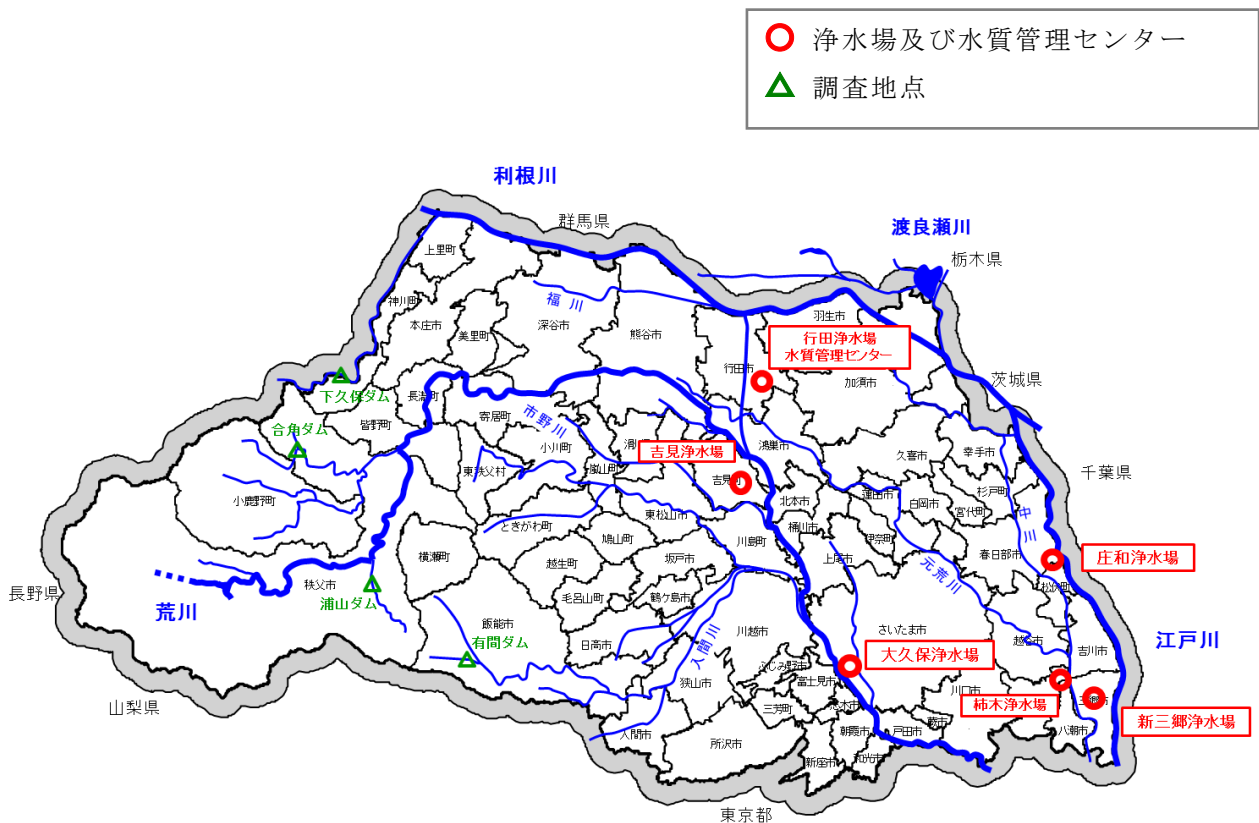 浄水場及び水質管理センター
調査地点
利根川
群馬県
渡良瀬川
栃木県
上里町
神川町
本庄市
美里町
深谷市
福川
熊谷市
羽生市
行田浄水場
水質管理センター
行田市
加須市
茨城県
下久保ダム
長瀞町
皆野町
合角ダム
寄居町
市野川
小川町
嵐山町
東秩父村
吉見浄水場
吉見町
鴻巣市
久喜市
幸手市
千葉県
小鹿野町
北本市
蓮田市
白岡市
杉戸町
宮代町
中川
ときがわ町
東松山市
桶川市
伊奈町
横瀬町
鳩山町
坂戸市
川島町
上尾市
春日部市
庄和浄水場
越生町
元荒川
松伏町
長野県
秩父市
浦山ダム
毛呂山町
鶴ケ島市
荒川
飯能市
有間ダム
日高市
川越市
入間川
さいたま市
越谷市
吉川市
江戸川
大久保浄水場
ふじみ野市
富士見市
狭山市
三芳町
志木市
川口市
柿木浄水場
三郷市
新三郷浄水場
山梨県
入間市
所沢市
朝霞市
戸田市
蕨市
八潮市
新座市
和光市
東京都